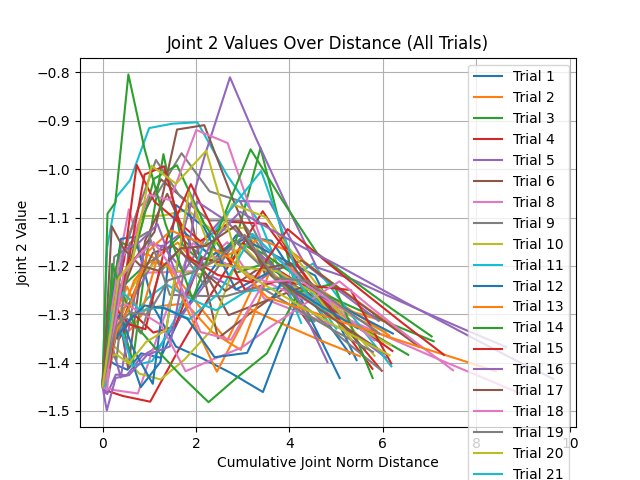 Joint 2 Values Over Distance (All Trials)
Joint 2 Value
−0.8
−0.9
−1.0
−1.1
−1.2
−1.3
−1.4
−1.5
0
2
4
6
8
10
Cumulative Joint Norm Distance
Trial 1
Trial 2
Trial 3
Trial 4
Trial 5
Trial 6
Trial 8
Trial 9
Trial 10
Trial 11
Trial 12
Trial 13
Trial 14
Trial 15
Trial 16
Trial 17
Trial 18
Trial 19
Trial 20
Trial 21